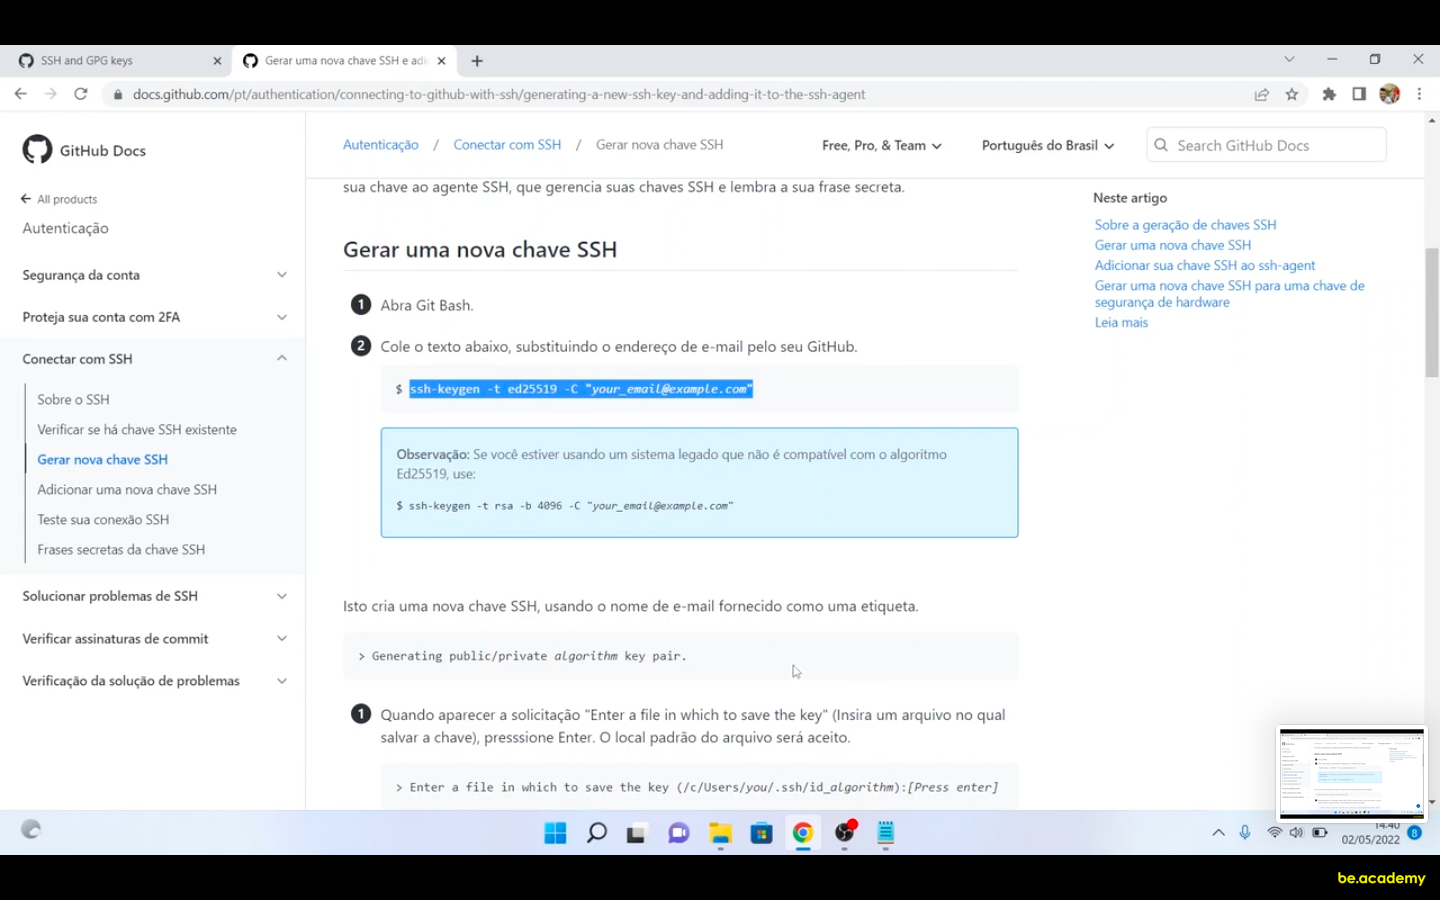 SSH and GPG keys
Gerar uma nova chave SSH e adi
docs.github.com/pt/authentication/connecting-to-github-with-ssh/generating-a-new-ssh-key-and-adding-it-to-the-ssh-agent
GitHub Docs
Autenticação / Conectar com SSH / Gerar nova chave SSH
Free, Pro, & Team
Português do Brasil
Search GitHub Docs
All products
Autenticação
Segurança da conta
Proteja sua conta com 2FA
Conectar com SSH
Sobre o SSH
Verificar se há chave SSH existente
Gerar nova chave SSH
Adicionar uma nova chave SSH
Teste sua conexão SSH
Frases secretas da chave SSH
Solucionar problemas de SSH
Verificar assinaturas de commit
Verificação da solução de problemas
sua chave ao agente SSH, que gerencia suas chaves SSH e lembra a sua frase secreta.
Gerar uma nova chave SSH
1 Abra Git Bash.
2 Cole o texto abaixo, substituindo o endereço de e-mail pelo seu GitHub.
$ ssh-keygen -t ed25519 -C "your_email@example.com"
Observação: Se você estiver usando um sistema legado que não é compatível com o algoritmo
Ed25519, use:
$ ssh-keygen -t rsa -b 4096 -C "your_email@example.com"
Isto cria uma nova chave SSH, usando o nome de e-mail fornecido como uma etiqueta.
> Generating public/private algorithm key pair.
1 Quando aparecer a solicitação "Enter a file in which to save the key" (Insira um arquivo no qual
salvar a chave), presssione Enter. O local padrão do arquivo será aceito.
> Enter a file in which to save the key (/c/Users/you/.ssh/id_algorithm):[Press enter]
Neste artigo
Sobre a geração de chaves SSH
Gerar uma nova chave SSH
Adicionar sua chave SSH ao ssh-agent
Gerar uma nova chave SSH para uma chave de
segurança de hardware
Leia mais
14:40
02/05/2022
8
be.academy